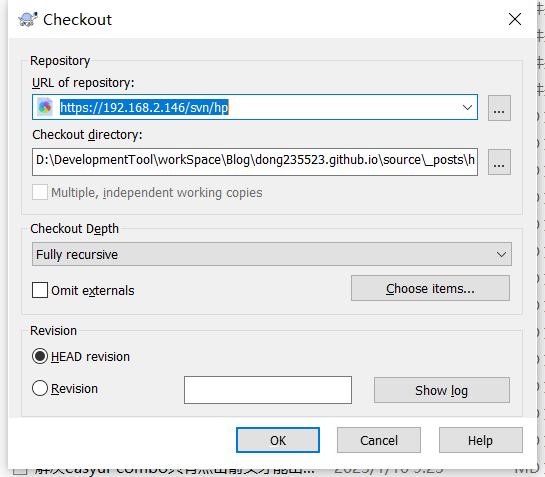 Checkout
Repository
URL of repository:
https://192.168.2.146/svn/hp
...
Checkout directory:
D:\DevelopmentTool\workSpace\Blog\dong235523.github.io\source\_posts\h
...
Multiple, independent working copies
Checkout Depth
Fully recursive
Omit externals
Choose items...
Revision
HEAD revision
Revision
Show log
OK
Cancel
Help